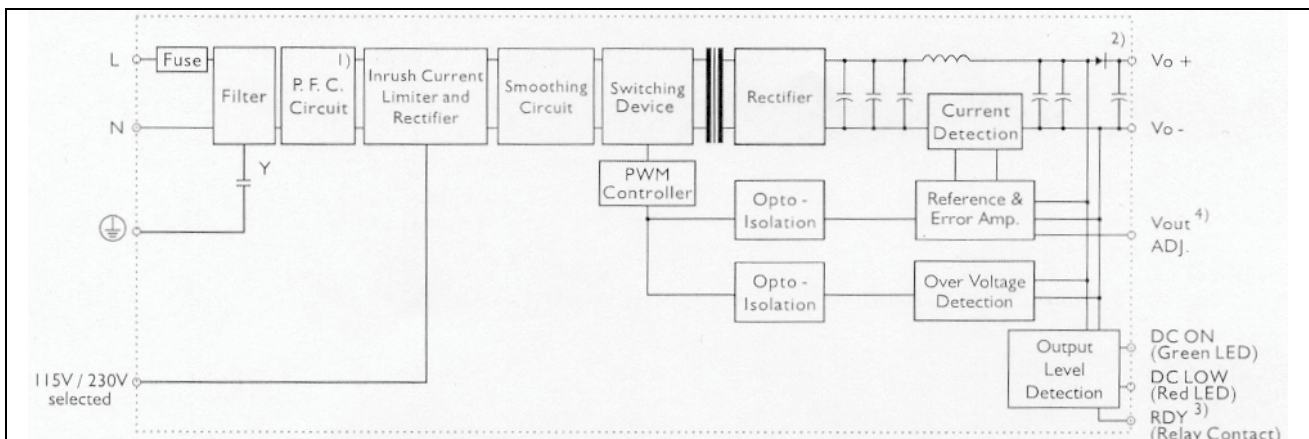 L
Fuse
N
Filter
1)
P. F. C.
Circuit
Inrush Current
Limiter and
Rectifier
Smoothing
Circuit
Switching
Device
Rectifier
Current
Detection
2)
Vo +
Vo -
Y
PWM
Controller
Opto -
Isolation
Reference &
Error Amp.
Vout 4)
ADJ.
Opto -
Isolation
Over Voltage
Detection
115V / 230V
selected
Output
Level
Detection
DC ON
(Green LED)
DC LOW
(Red LED)
RDY 3)
(Relay Contact)